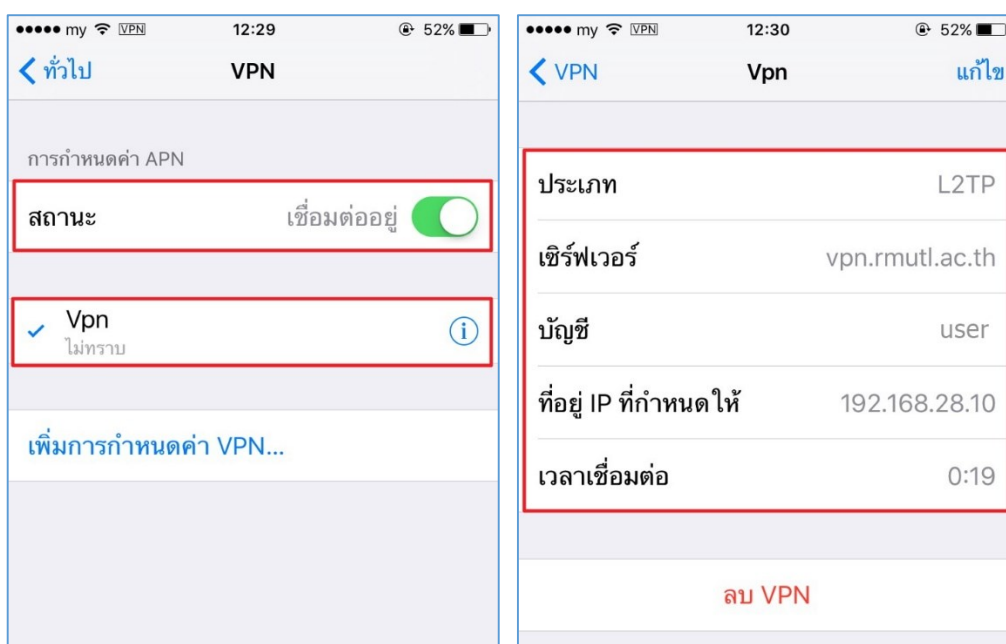 my VPN 12:29 52%
ทั่วไป VPN
การกำหนดค่า APN
สถานะ เชื่อมต่ออยู่
Vpn
ไม่ทราบ
เพิ่มการกำหนดค่า VPN...
my VPN 12:30 52%
VPN Vpn แก้ไข
ประเภท L2TP
เซิร์ฟเวอร์ vpn.rmutl.ac.th
บัญชี user
ที่อยู่ IP ที่กำหนดให้ 192.168.28.10
เวลาเชื่อมต่อ 0:19
ลบ VPN